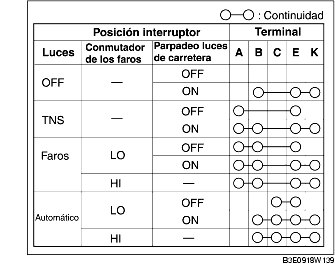 : Continuidad
Posición interruptor Terminal
Luces Conmutador de los faros Parpadeo luces de carretera A B C E K
OFF — OFF
ON
TNS — OFF
ON
Faros LO OFF
ON
HI —
Automático LO OFF
ON
HI —
B3E0918W139